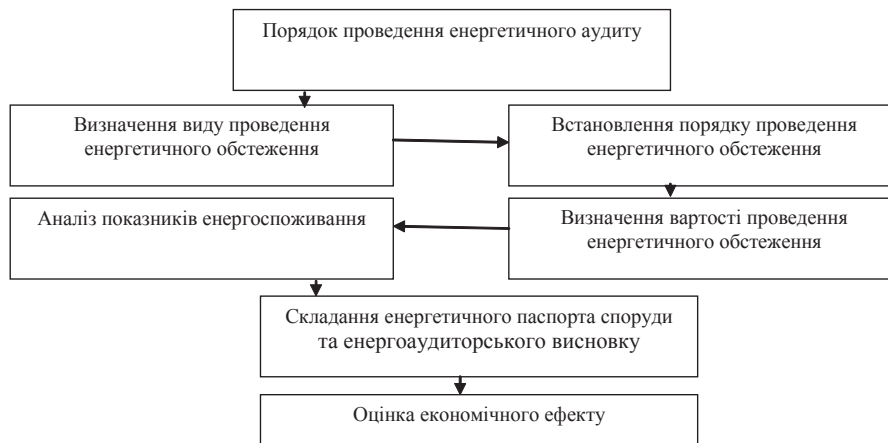 Порядок проведення енергетичного аудиту
Визначення виду проведення
енергетичного обстеження
Встановлення порядку проведення
енергетичного обстеження
Аналіз показників енергоспоживання
Визначення вартості проведення
енергетичного обстеження
Складання енергетичного паспорта споруди
та енергоаудиторського висновку
Оцінка економічного ефекту